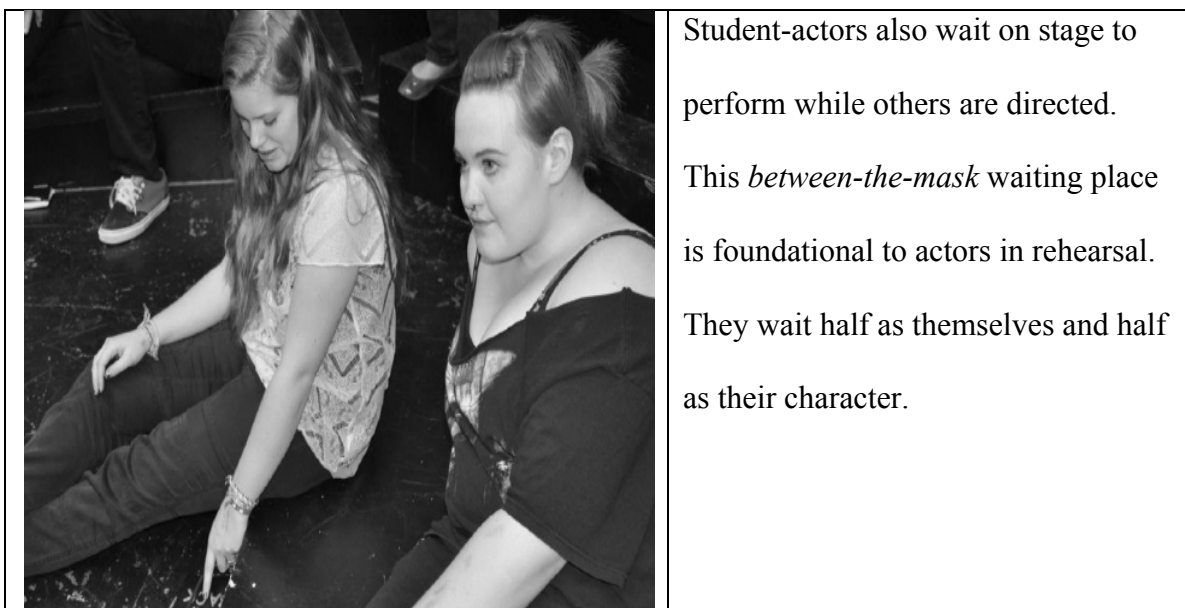 Student-actors also wait on stage to
perform while others are directed.
This between-the-mask waiting place
is foundational to actors in rehearsal.
They wait half as themselves and half
as their character.